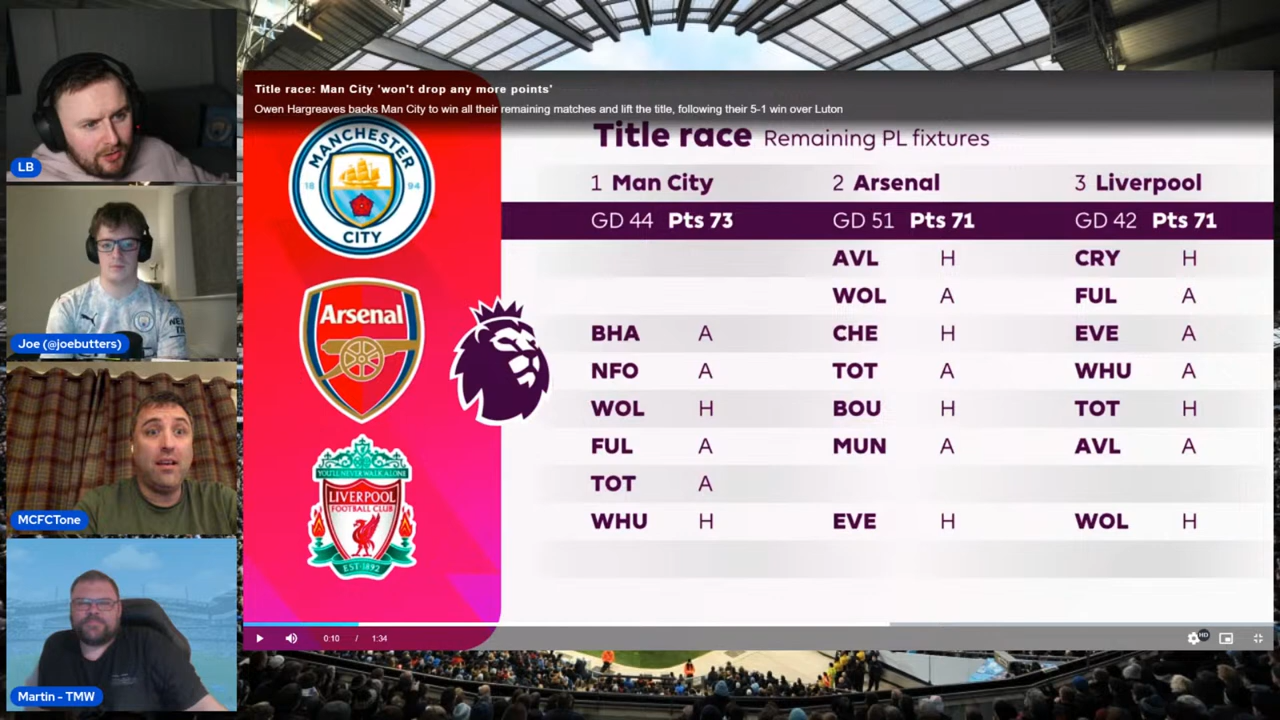 LB
Joe (@joebutters)
MCFCTone
Martin - TMW
Title race: Man City 'won't drop any more points'
Owen Hargreaves backs Man City to win all their remaining matches and lift the title, following their 5-1 win over Luton
MANCHESTER
18 94
CITY
Arsenal
YOU'LL NEVER WALK ALONE
LIVERPOOL
FOOTBALL CLUB
EST·1892
Title race Remaining PL fixtures
1 Man City 2 Arsenal 3 Liverpool
GD 44 Pts 73 GD 51 Pts 71 GD 42 Pts 71
AVL H CRY H
WOL A FUL A
BHA A CHE H EVE A
NFO A TOT A WHU A
WOL H BOU H TOT H
FUL A MUN A AVL A
TOT A
WHU H EVE H WOL H
0:10 / 1:34
HD